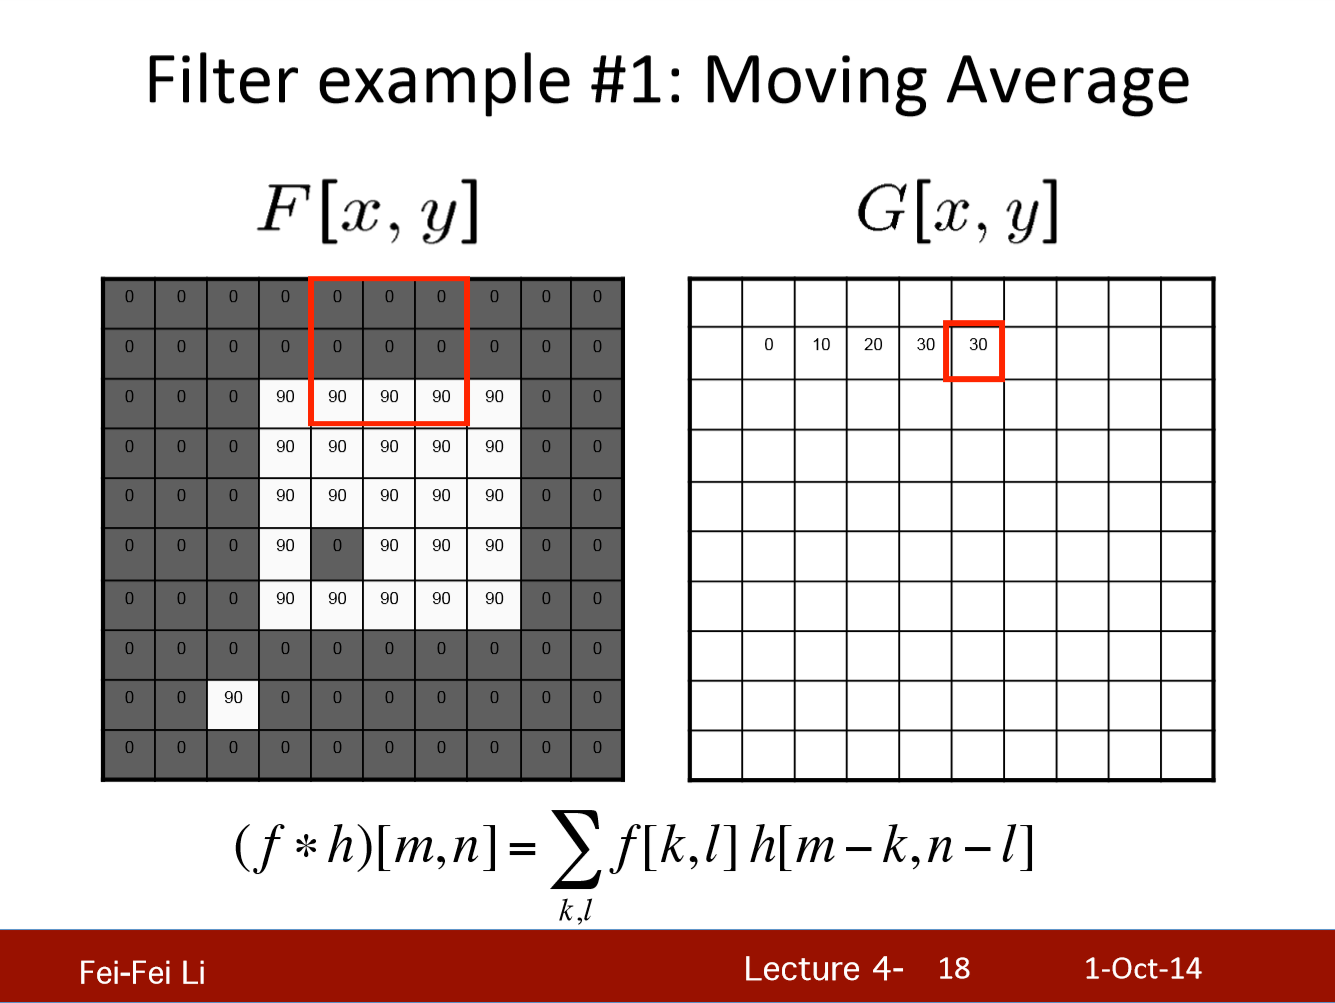 Filter example #1: Moving Average
F[x, y] G[x, y]
0 0 0 0 0 0 0 0 0 0
0 0 0 0 0 0 0 0 0 0
0 0 0 90 90 90 90 90 0 0
0 0 0 90 90 90 90 90 0 0
0 0 0 90 90 90 90 90 0 0
0 0 0 90 0 90 90 90 0 0
0 0 0 90 90 90 90 90 0 0
0 0 0 0 0 0 0 0 0 0
0 0 90 0 0 0 0 0 0 0
0 0 0 0 0 0 0 0 0 0
0 10 20 30 30
(f ∗ h)[m, n] = ∑ f[k, l] h[m − k, n − l]
k,l
Fei-Fei Li Lecture 4- 18 1-Oct-14